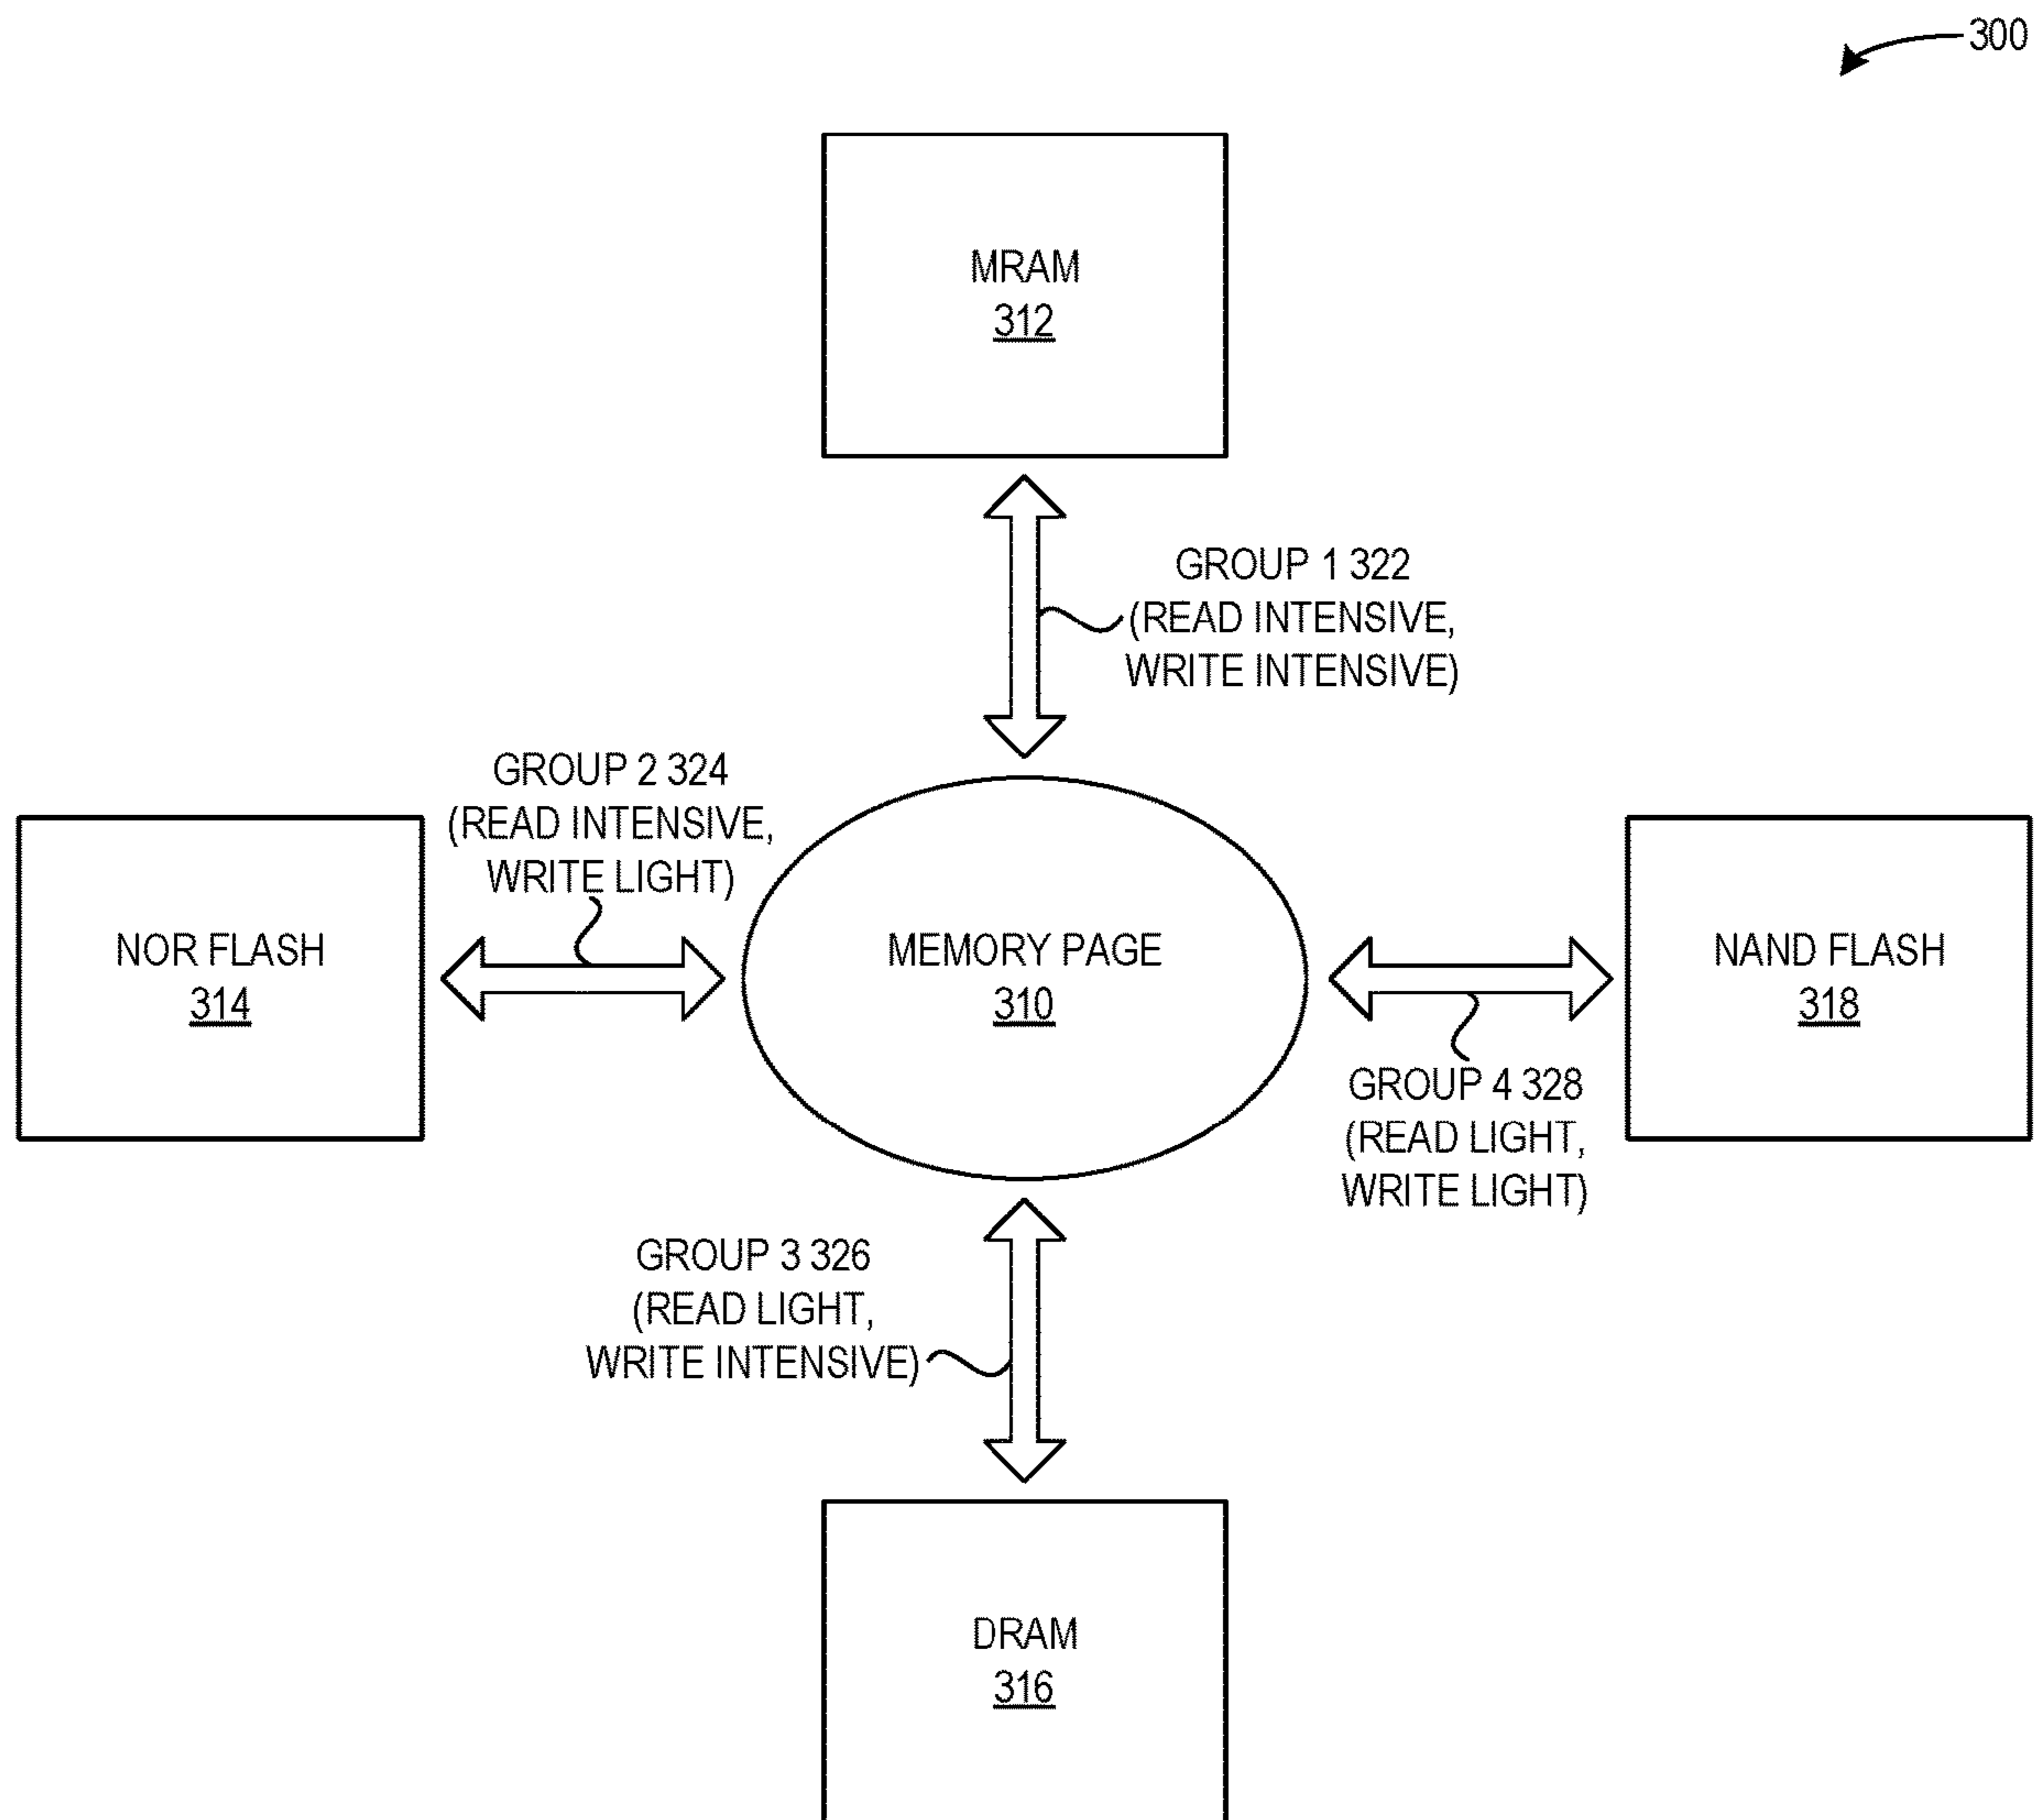 300
MRAM
312
GROUP 1 322
(READ INTENSIVE,
WRITE INTENSIVE)
GROUP 2 324
(READ INTENSIVE,
WRITE LIGHT)
NOR FLASH
314
MEMORY PAGE
310
NAND FLASH
318
GROUP 4 328
(READ LIGHT,
WRITE LIGHT)
GROUP 3 326
(READ LIGHT,
WRITE INTENSIVE)
DRAM
316